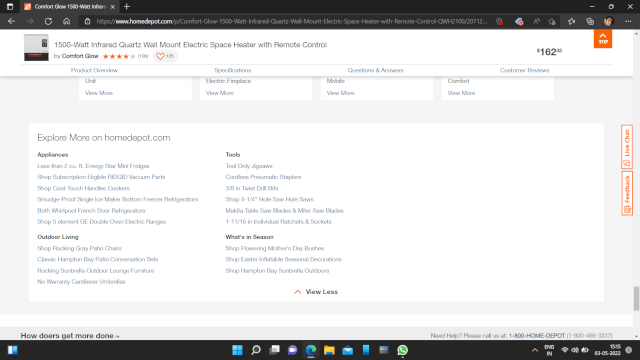 Comfort Glow 1500-Watt Infrare
https://www.homedepot.com/p/Comfort-Glow-1500-Watt-Infrared-Quartz-Wall-Mount-Electric-Space-Heater-with-Remote-Control-QWH2100/20712...
1500-Watt Infrared Quartz Wall Mount Electric Space Heater with Remote Control
by Comfort Glow
125
$162
TOP
Product Overview
Specifications
Questions & Answers
Customer Reviews
Unit
Electric Fireplace
Mobile
Comfort
View More
View More
View More
View More
Explore More on homedepot.com
Appliances
Less than 2 cu. ft. Energy Star Mini Fridges
Shop Subscription Eligible RIDGID Vacuum Parts
Shop Cool-Touch Handles Cookers
Smudge-Proof Single Ice Maker Bottom Freezer Refrigerators
Both Whirlpool French Door Refrigerators
Shop 5 element GE Double Oven Electric Ranges
Tools
Tool Only Jigsaws
Cordless Pneumatic Staplers
3/8 in Twist Drill Bits
Shop 4-1/4" Hole Saw Hole Saws
Makita Table Saw Blades & Miter Saw Blades
1-11/16 in Individual Ratchets & Sockets
Outdoor Living
Shop Rocking Gray Patio Chairs
Classic Hampton Bay Patio Conversation Sets
Rocking Sunbrella Outdoor Lounge Furniture
No Warranty Cantilever Umbrellas
What's in Season
Shop Flowering Mother's Day Bushes
Shop Easter Inflatable Seasonal Decorations
Shop Hampton Bay Sunbrella Outdoors
View Less
Live Chat
Feedback
How doers get more done
Need Help? Please call us at: 1-800-HOME-DEPOT (1-800-466-3337)
ENG
IN
15:15
03-05-2022